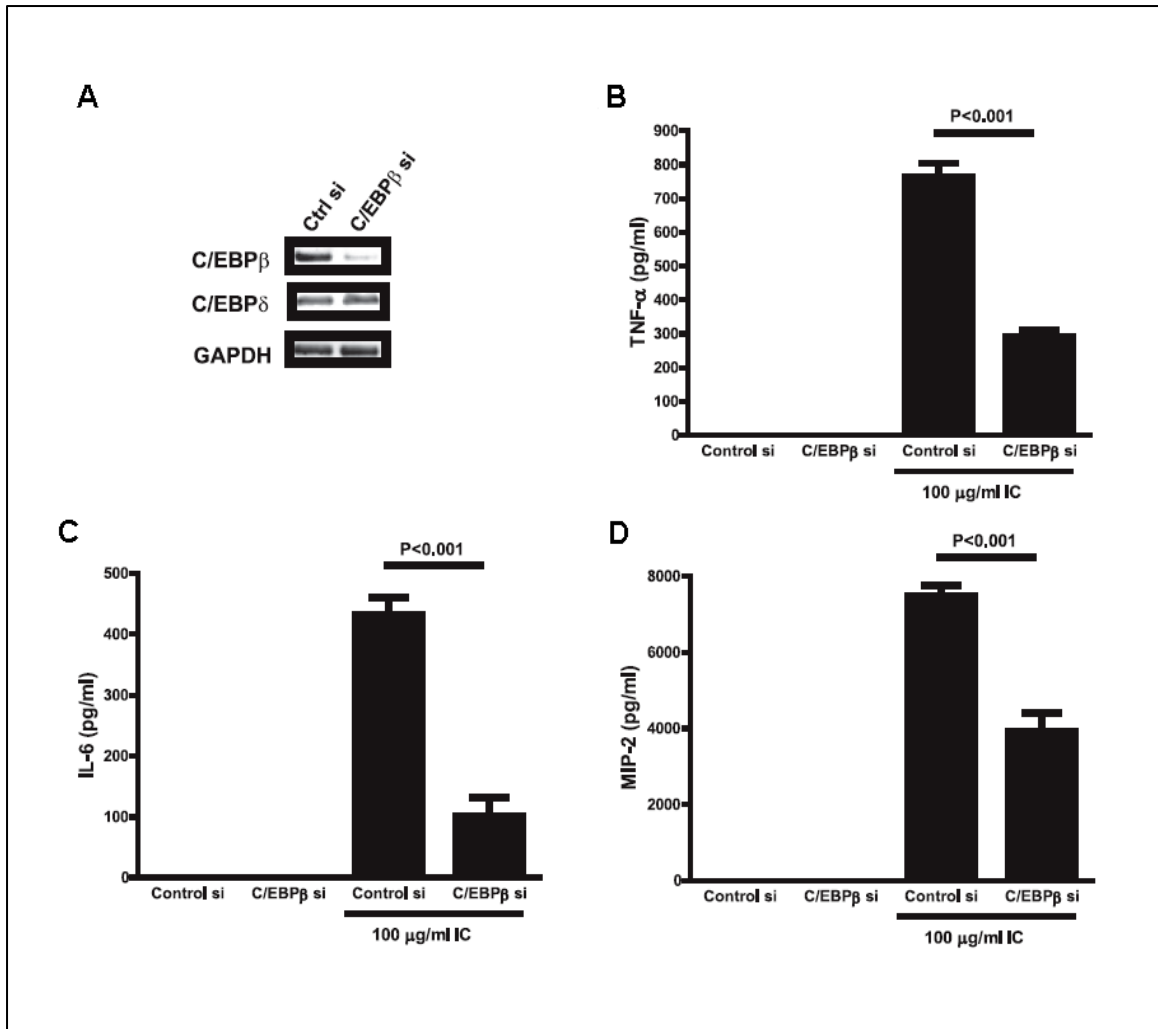 A
Ctrl si
C/EBPβ si
C/EBPβ
C/EBPδ
GAPDH
B
P<0.001
TNF-α (pg/ml)
900
800
700
600
500
400
300
200
100
0
Control si C/EBPβ si Control si C/EBPβ si
100 μg/ml IC
C
P<0.001
IL-6 (pg/ml)
500
400
300
200
100
0
Control si C/EBPβ si Control si C/EBPβ si
100 μg/ml IC
D
P<0.001
MIP-2 (pg/ml)
8000
6000
4000
2000
0
Control si C/EBPβ si Control si C/EBPβ si
100 μg/ml IC